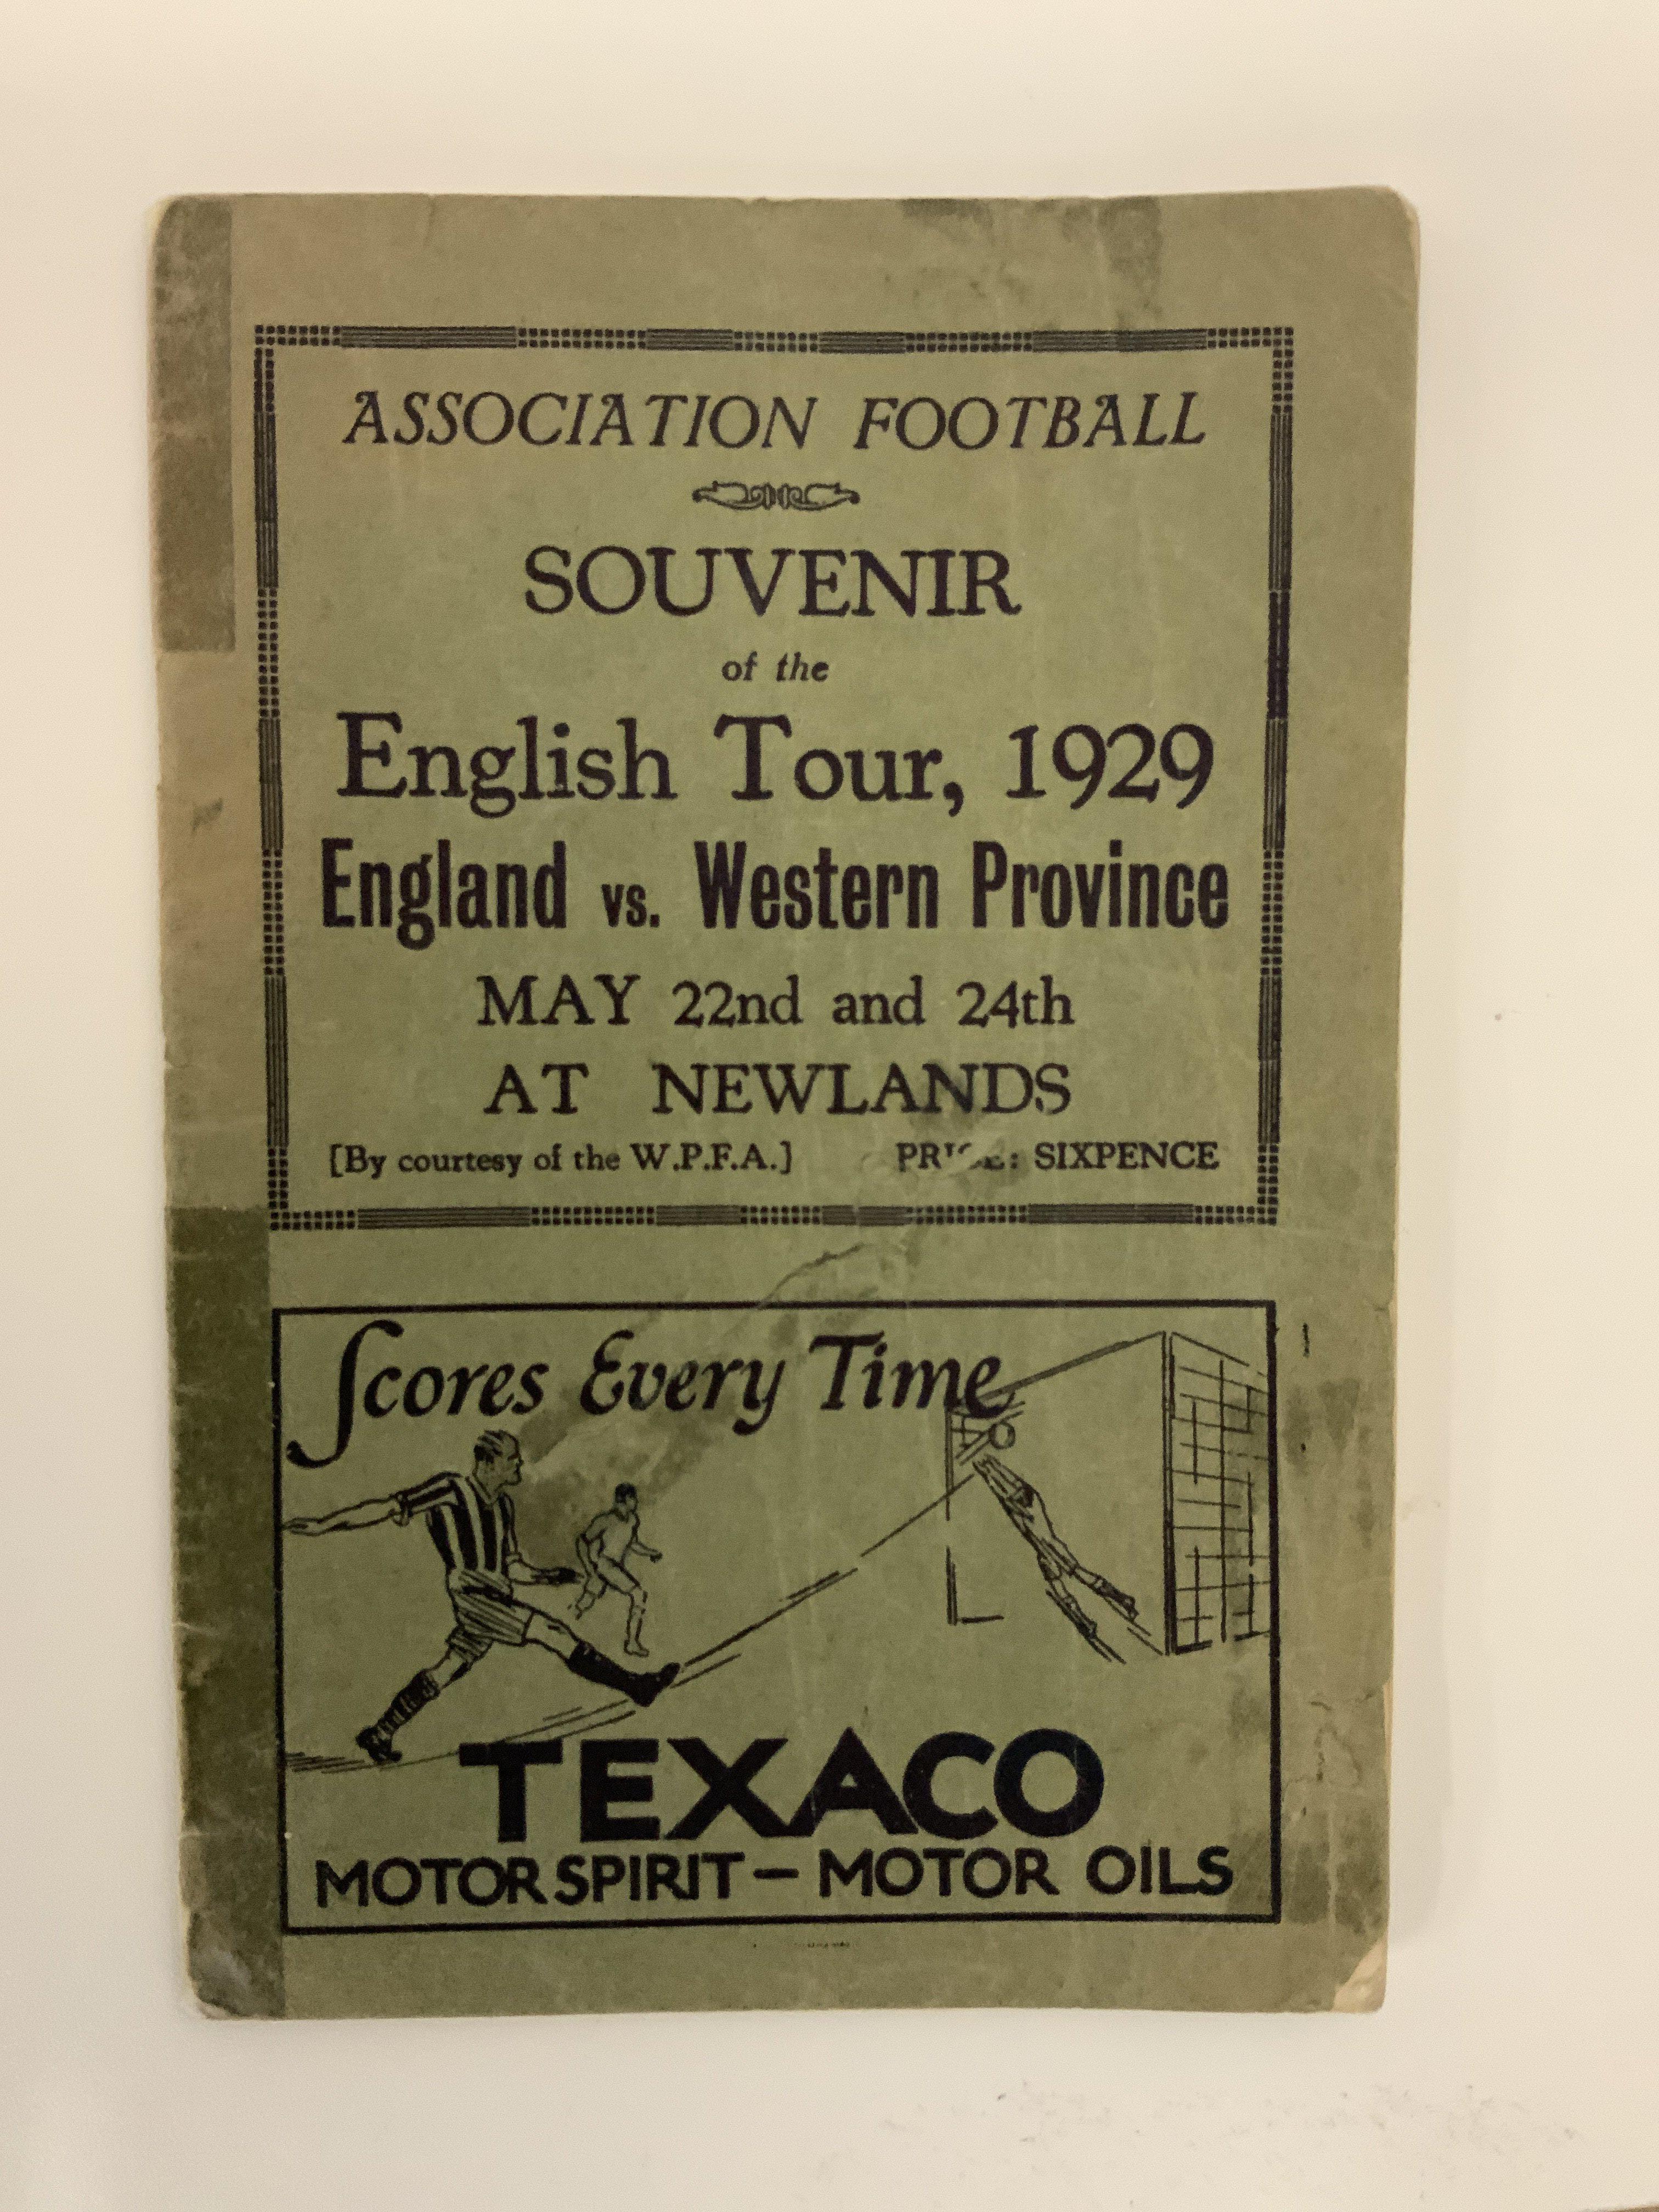 ASSOCIATION FOOTBALL
SOUVENIR
of the
English Tour, 1929
England vs. Western Province
MAY 22nd and 24th
AT NEWLANDS
[By courtesy of the W.P.F.A.] PRICE: SIXPENCE
Scores Every Time
TEXACO
MOTOR SPIRIT – MOTOR OILS